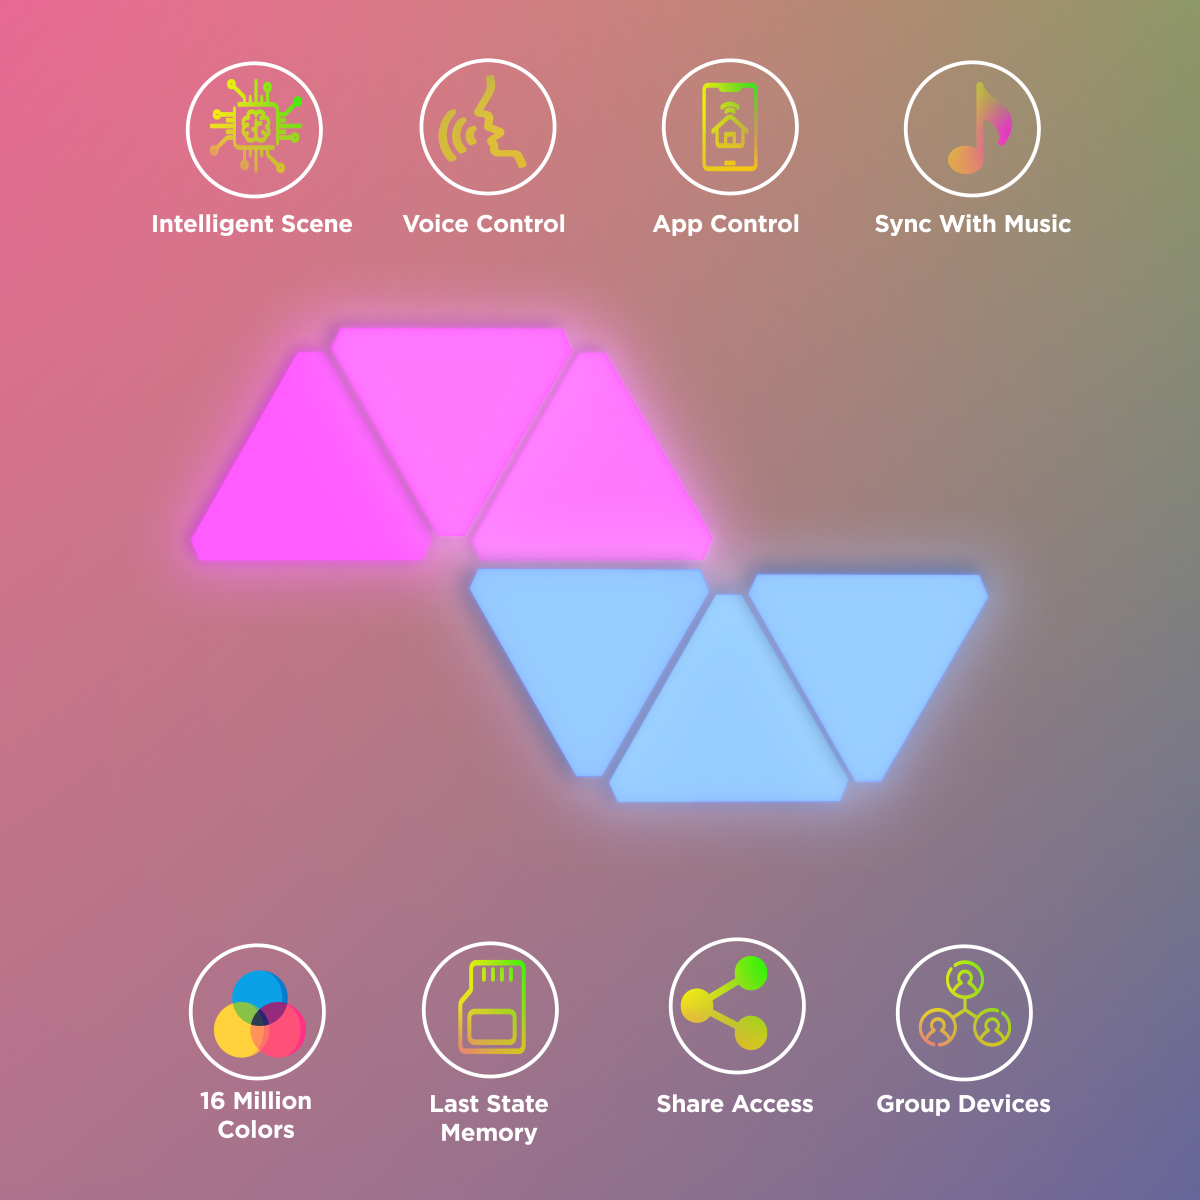 Intelligent Scene
Voice Control
App Control
Sync With Music
16 Million
Colors
Last State
Memory
Share Access
Group Devices